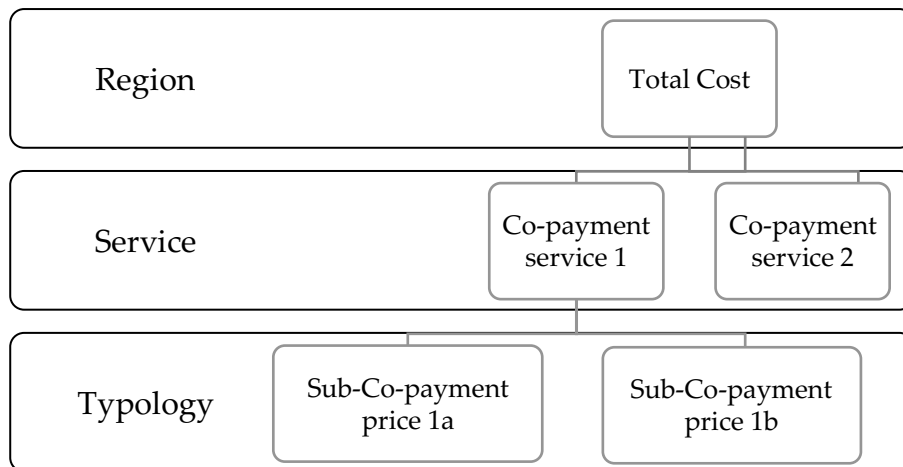 Region
Total Cost
Service
Co-payment
service 1
Co-payment
service 2
Typology
Sub-Co-payment
price 1a
Sub-Co-payment
price 1b